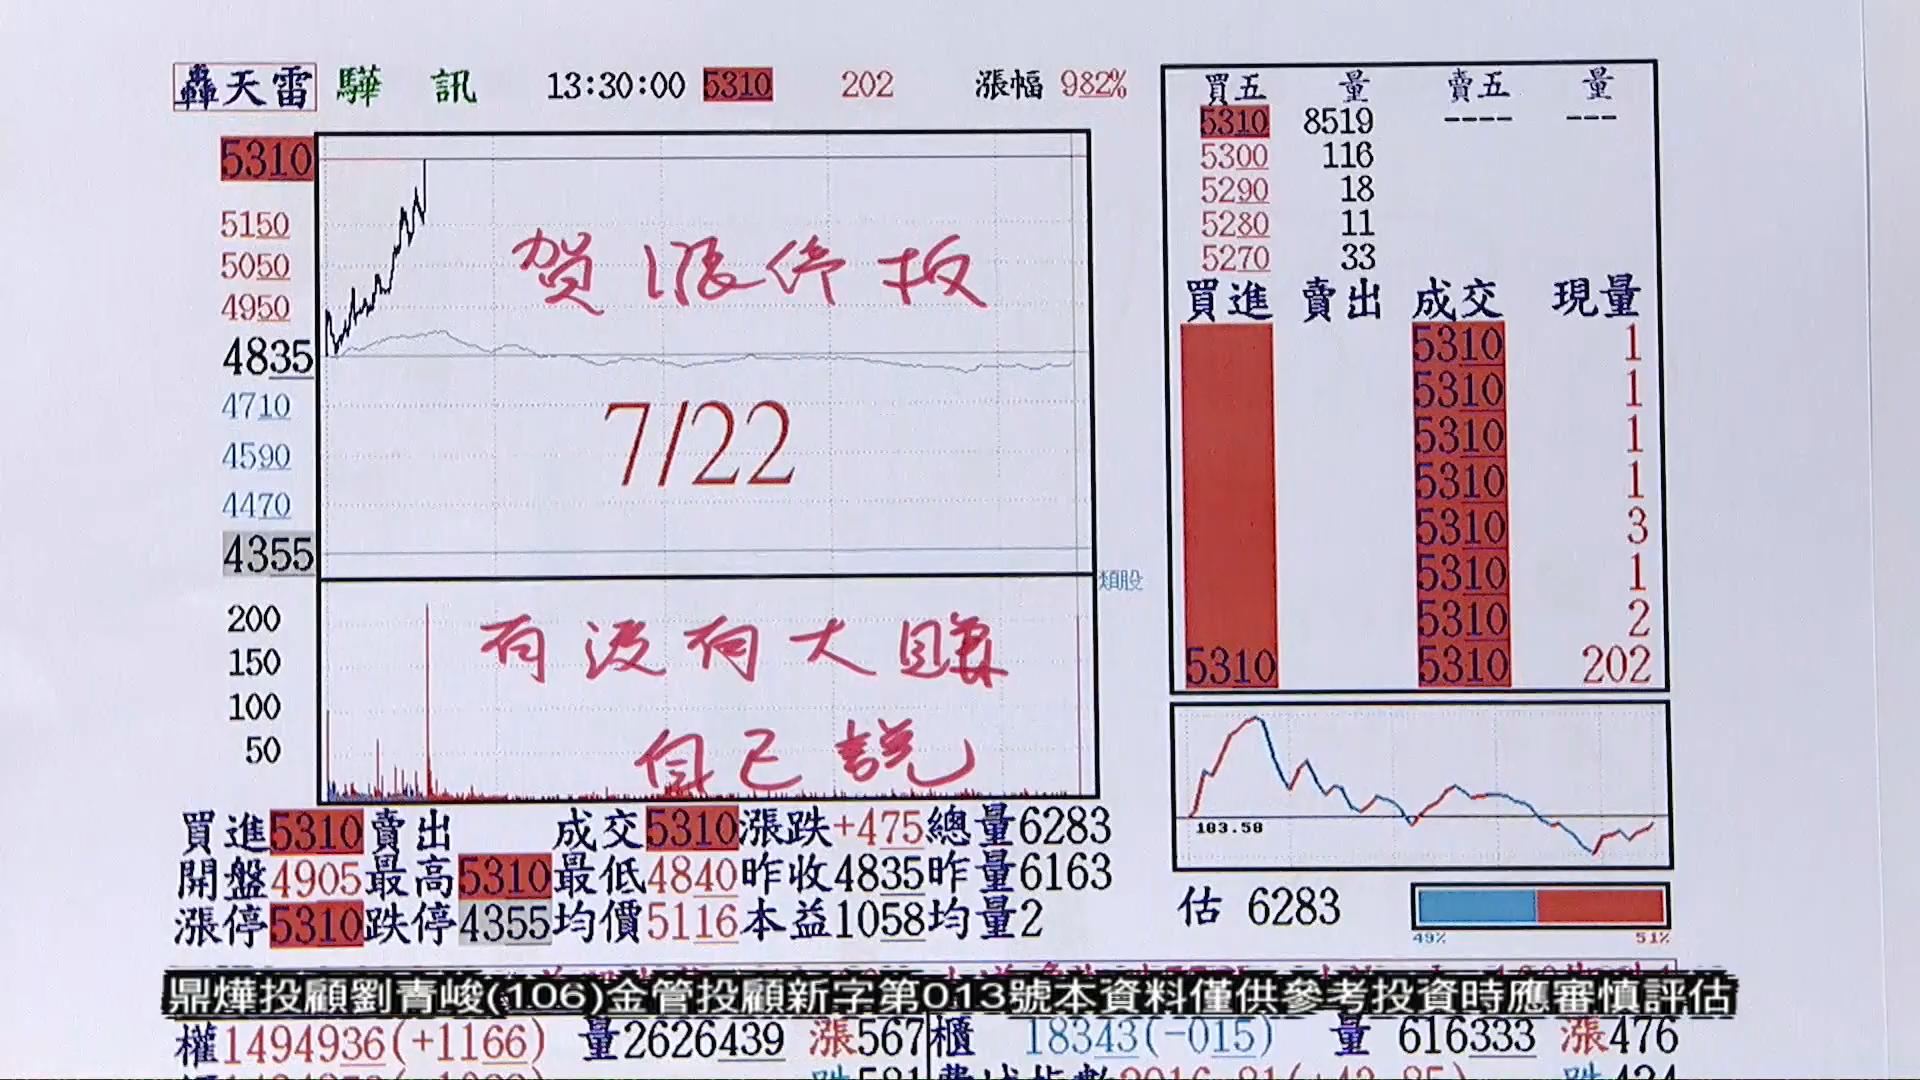 轟天雷 驊訊 13:30:00 5310 202 漲幅 982%
5310
5150
5050
4950
4835
4710
4590
4470
4355
賀漲停板
7/22
類股
200
150
100
50
有沒有大賺
自己說
買五 量 賣五 量
5310 8519 ---- ---
5300 116
5290 18
5280 11
5270 33
買進 賣出 成交 現量
5310 1
5310 1
5310 1
5310 1
5310 3
5310 1
5310 2
5310 5310 202
183.58
估 6283
49% 51%
買進5310賣出 成交5310漲跌+475總量6283
開盤4905最高5310最低4840昨收4835昨量6163
漲停5310跌停4355均價5116本益1058均量2
鼎燁投顧劉青峻(106)金管投顧新字第013號本資料僅供參考投資時應審慎評估
權1494936(+1166) 量2626439 漲567 櫃 18343(-015) 量 616333 漲476